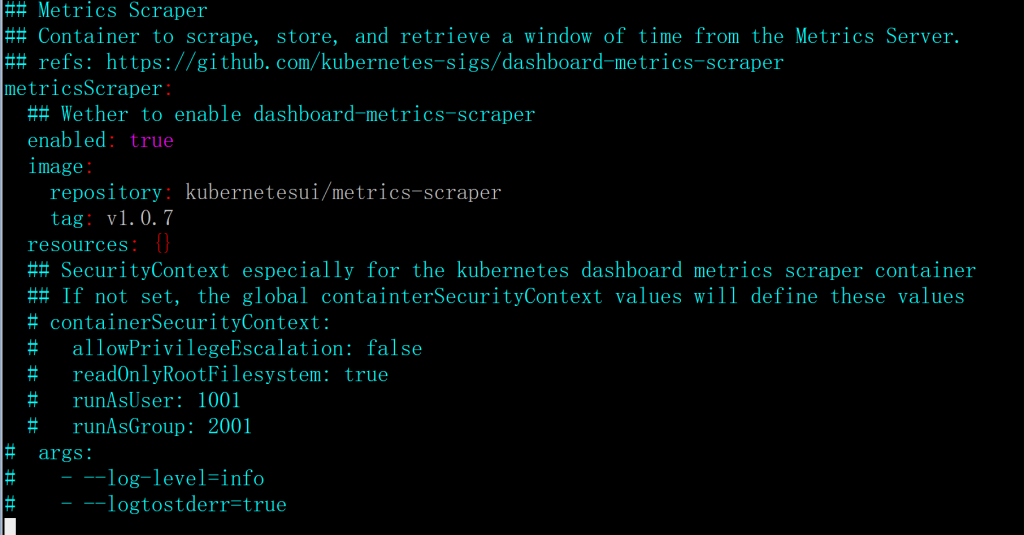 ## Metrics Scraper
## Container to scrape, store, and retrieve a window of time from the Metrics Server.
## refs: https://github.com/kubernetes-sigs/dashboard-metrics-scraper
metricsScraper:
  ## Wether to enable dashboard-metrics-scraper
  enabled: true
  image:
    repository: kubernetesui/metrics-scraper
    tag: v1.0.7
  resources: {}
  ## SecurityContext especially for the kubernetes dashboard metrics scraper container
  ## If not set, the global containterSecurityContext values will define these values
  # containerSecurityContext:
  #   allowPrivilegeEscalation: false
  #   readOnlyRootFilesystem: true
  #   runAsUser: 1001
  #   runAsGroup: 2001
#  args:
#    - --log-level=info
#    - --logtostderr=true